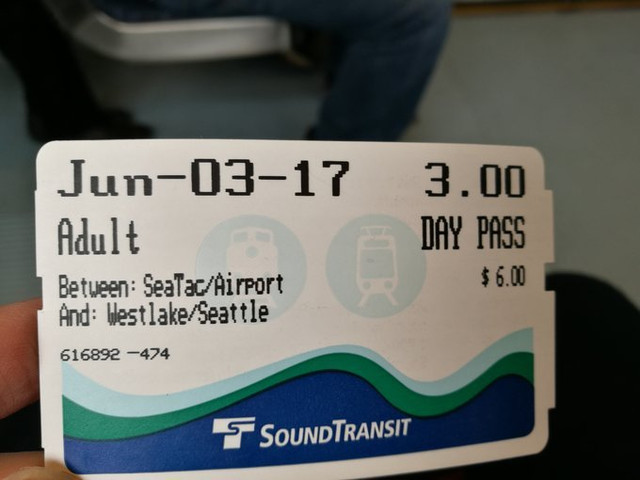 Jun-03-17 3.00
Adult DAY PASS
Between: SeaTac/Airport $ 6.00
And: Westlake/Seattle
616892 -474
SOUNDTRANSIT